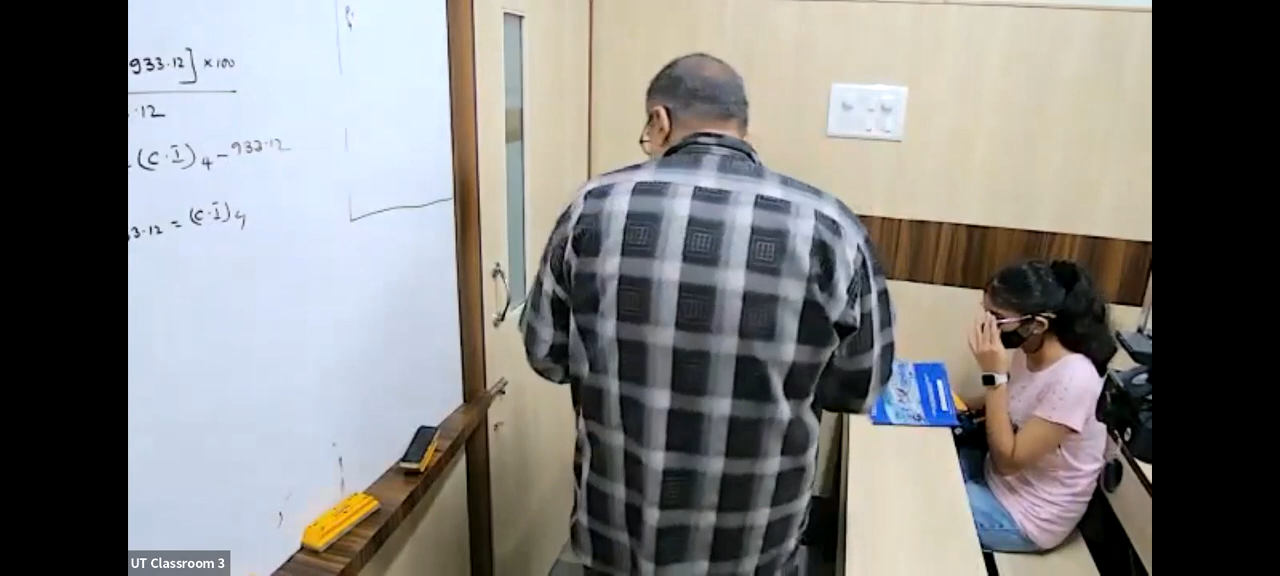 933.12] × 100
.12
(C.I)₄ - 933.12
3.12 = (C.I)₄
UT Classroom 3